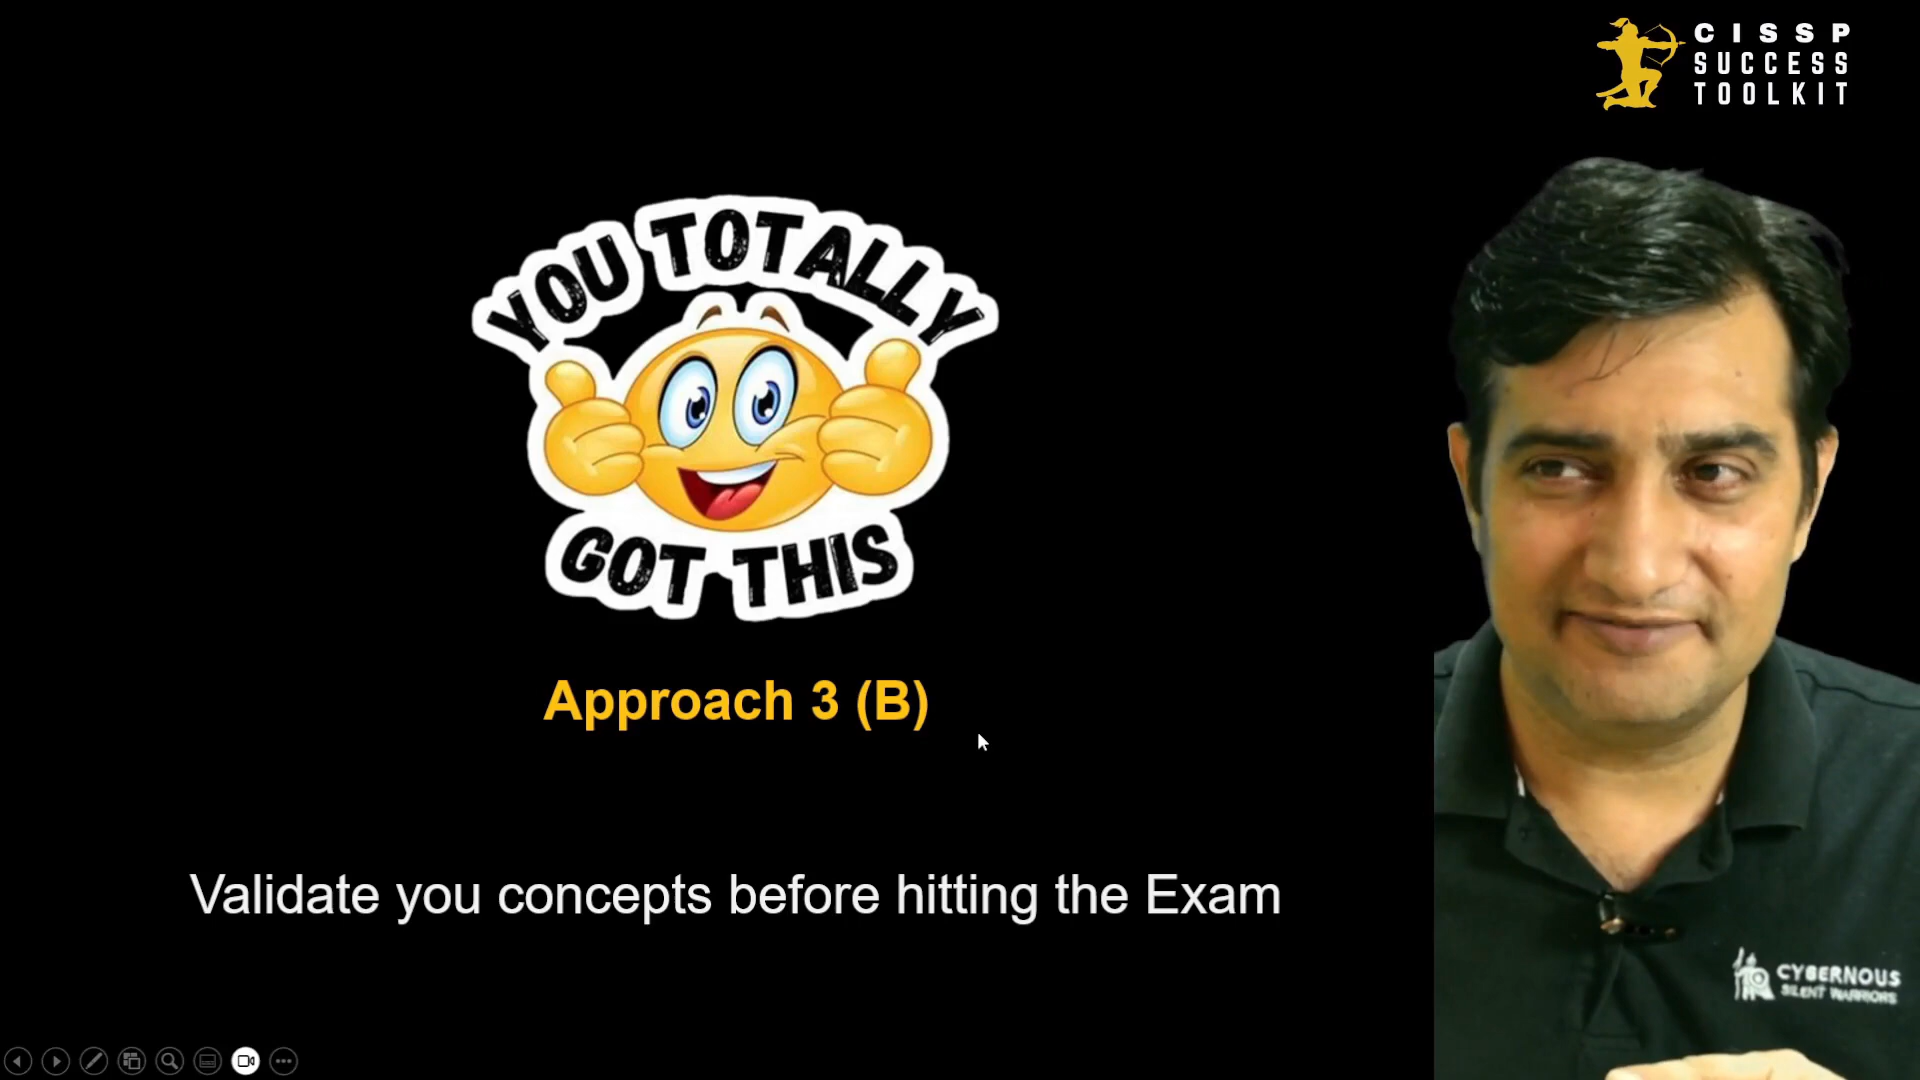 CISSP
SUCCESS
TOOLKIT
YOU TOTALLY
GOT THIS
Approach 3 (B)
Validate you concepts before hitting the Exam
CYBERNOUS
SILENT WARRIORS